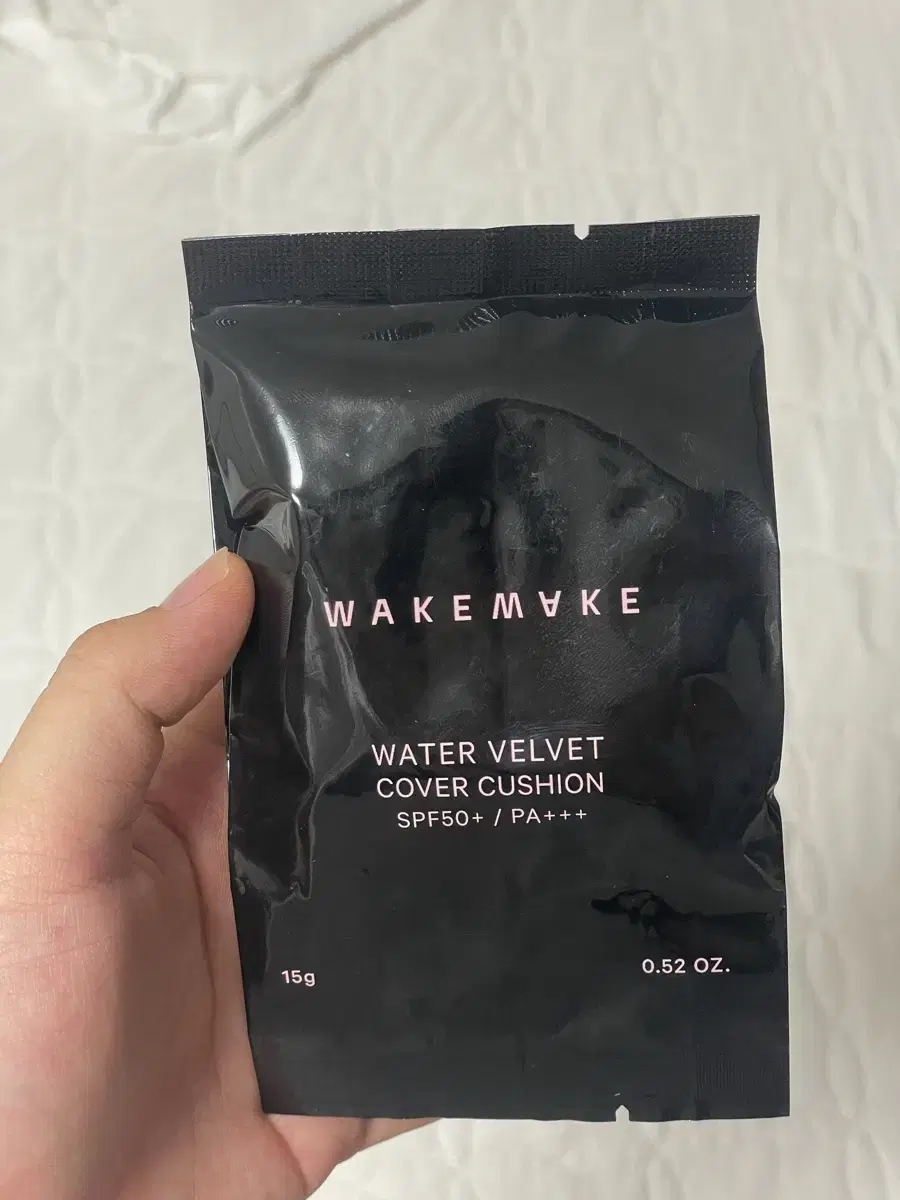 WAKEMAKE
WATER VELVET
COVER CUSHION
SPF50+ / PA+++
15g
0.52 OZ.